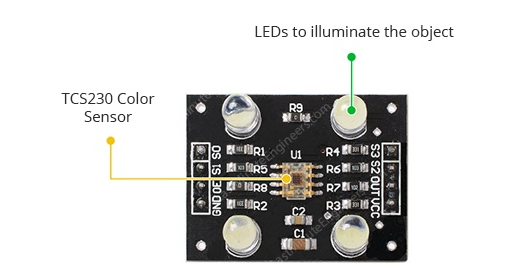 LEDs to illuminate the object
TCS230 Color
Sensor
R9
U1
S0
S1
OE
GND
R1
R5
R8
R2
R4
R6
R7
R3
S3
S2
OUT
VCC
C2
C1